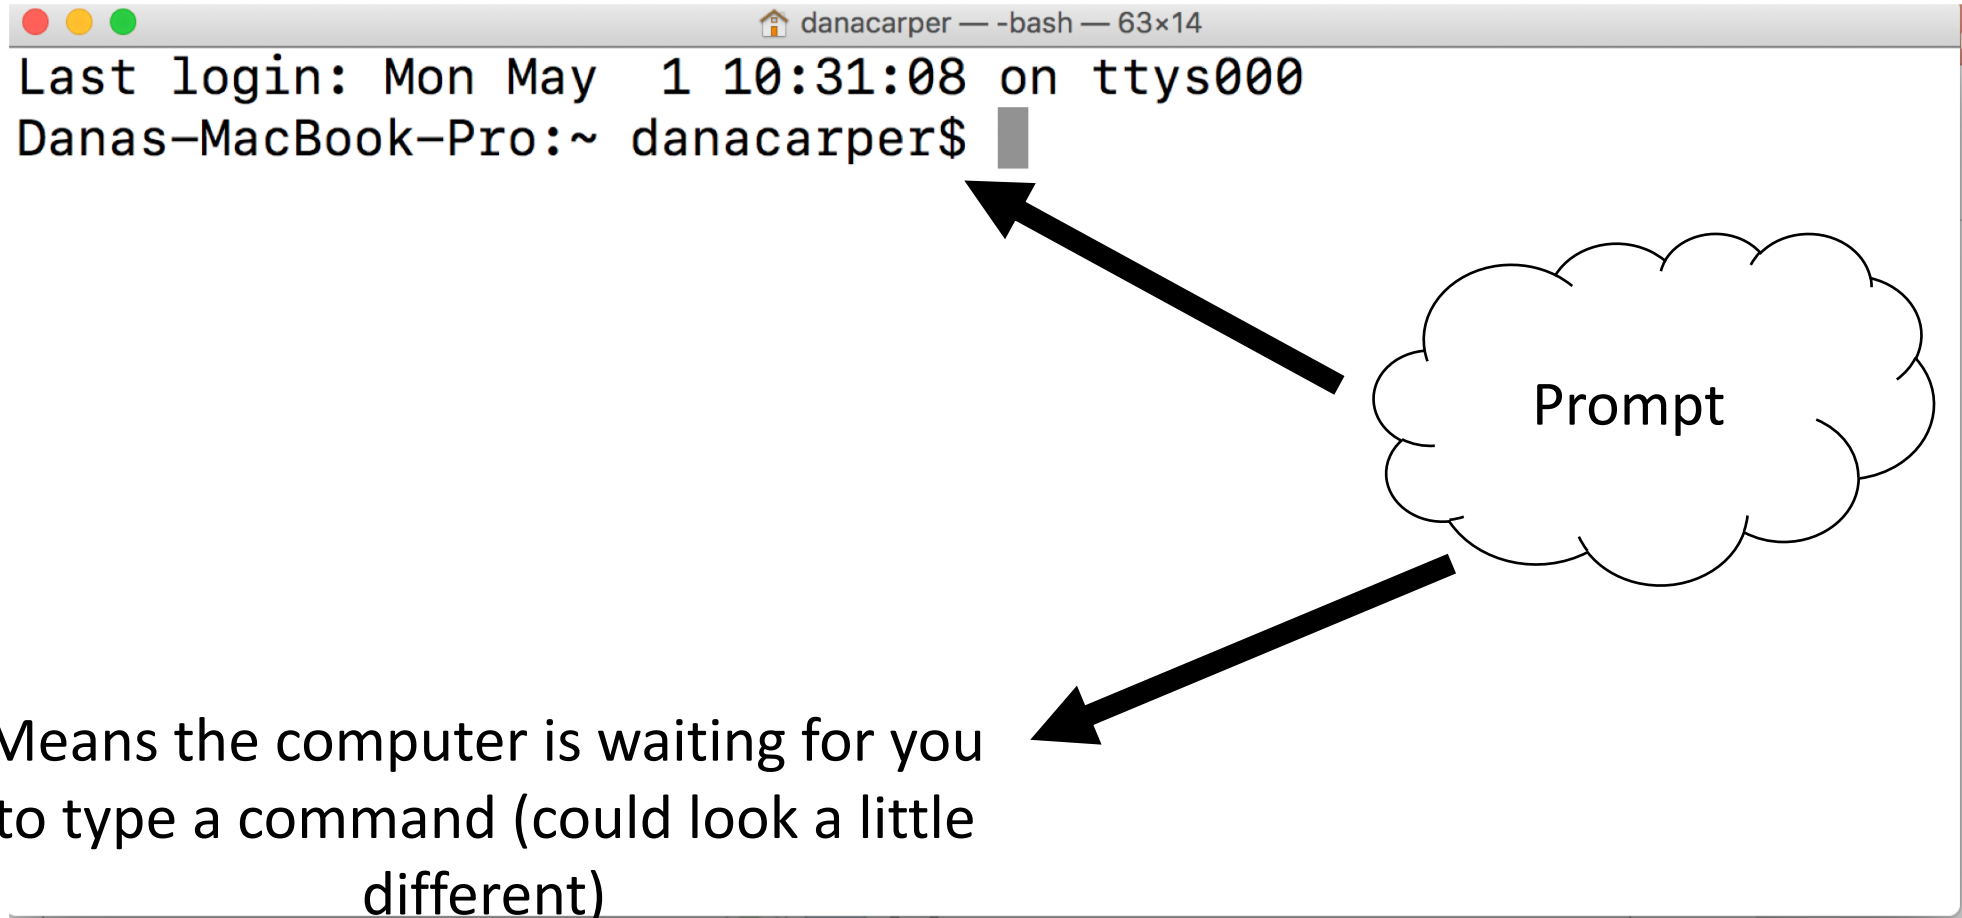 danacarper — -bash — 63×14
Last login: Mon May  1 10:31:08 on ttys000
Danas-MacBook-Pro:~ danacarper$
Prompt
Means the computer is waiting for you
to type a command (could look a little
different)